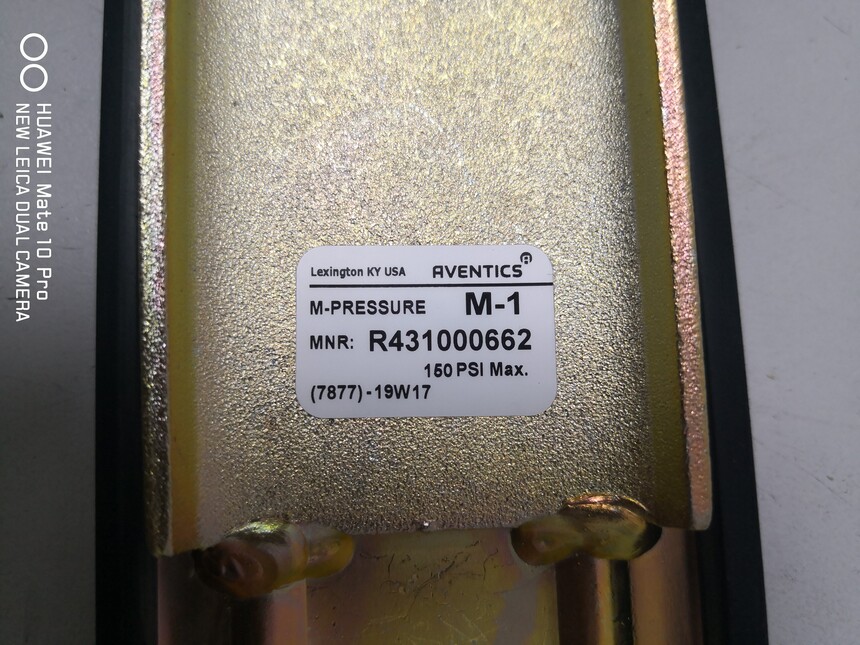 HUAWEI Mate 10 Pro
NEW LEICA DUAL CAMERA
Lexington KY USA AVENTICS®
M-PRESSURE M-1
MNR: R431000662
150 PSI Max.
(7877)-19W17